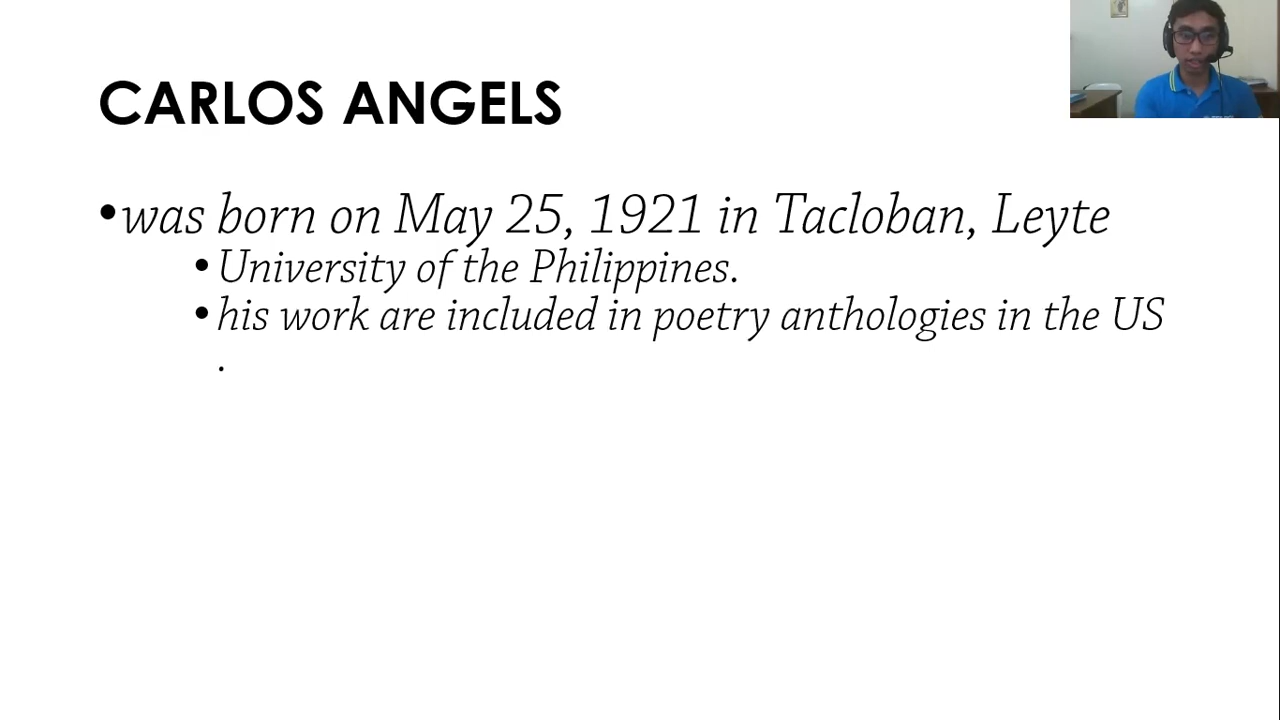 CARLOS ANGELS
•was born on May 25, 1921 in Tacloban, Leyte
•University of the Philippines.
•his work are included in poetry anthologies in the US
.